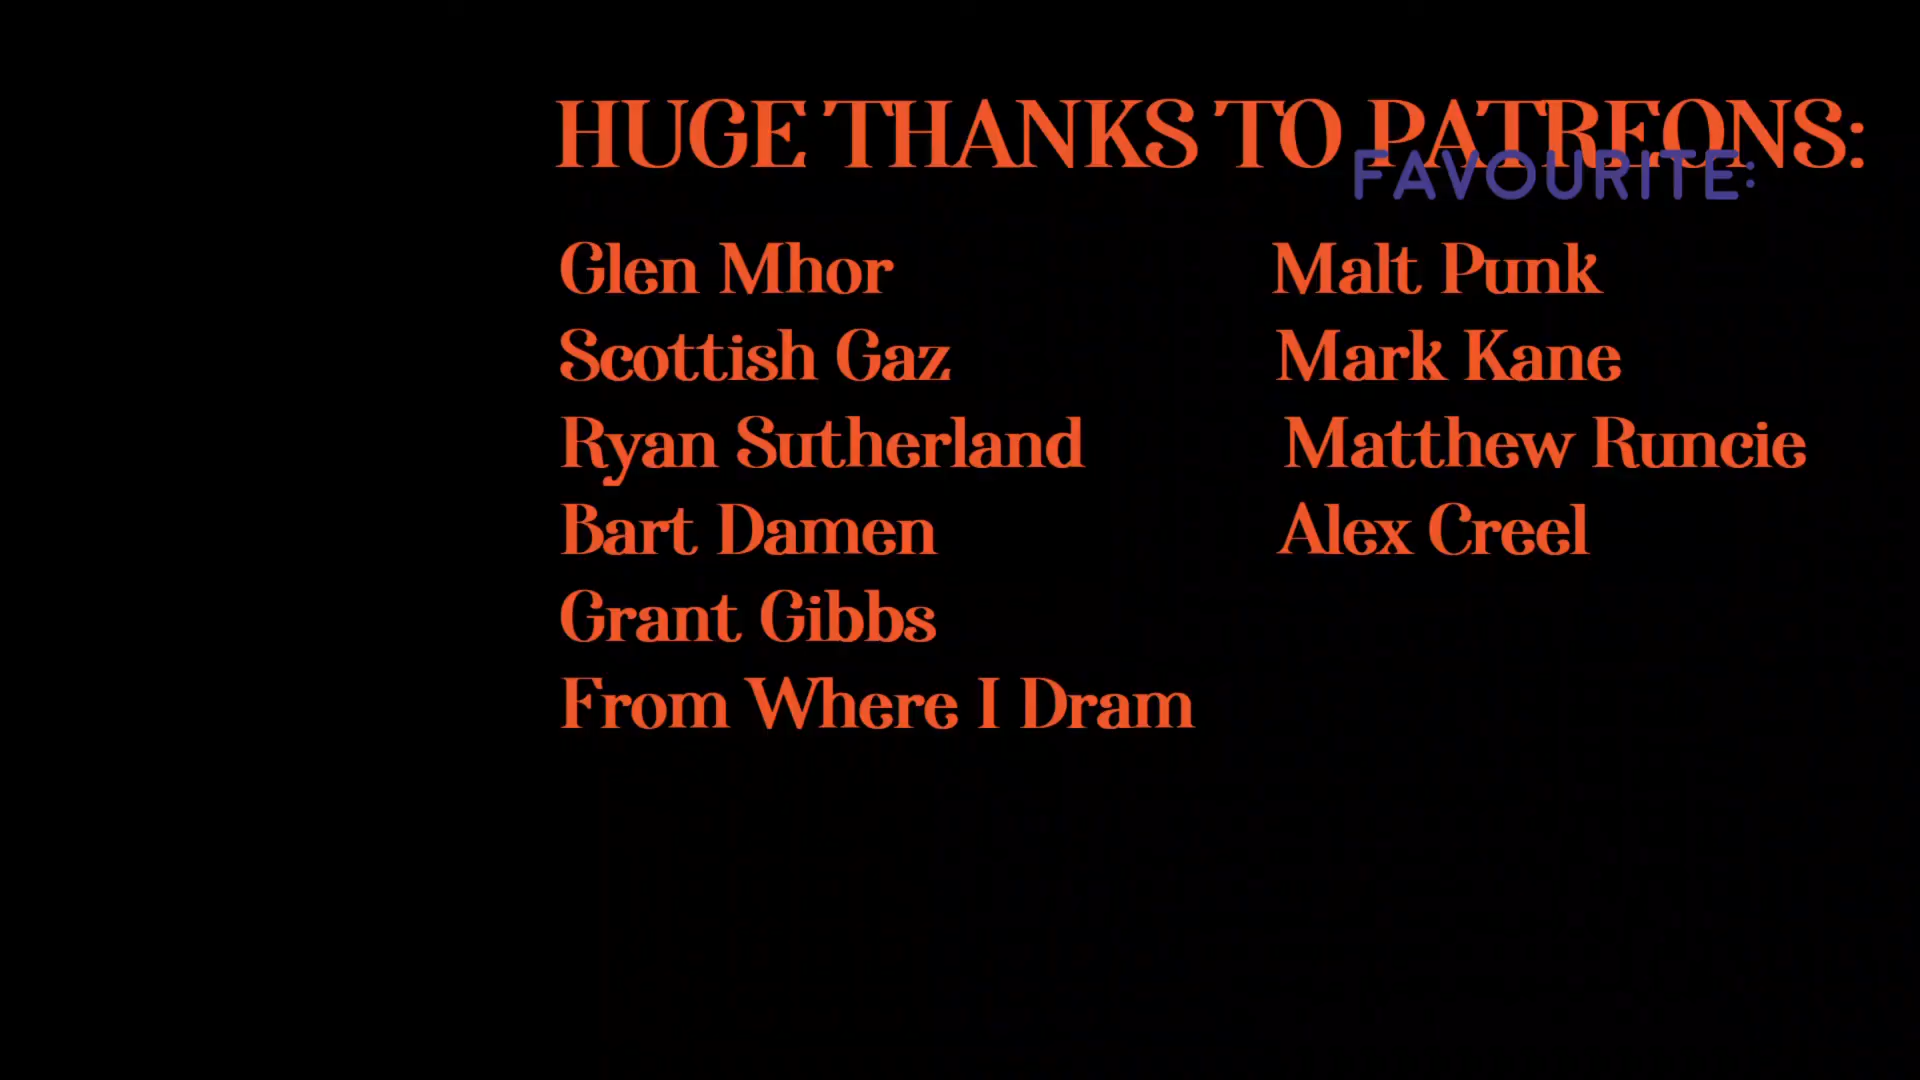 HUGE THANKS TO PATREONS:
FAVOURITE:
Glen Mhor
Scottish Gaz
Ryan Sutherland
Bart Damen
Grant Gibbs
From Where I Dram
Malt Punk
Mark Kane
Matthew Runcie
Alex Creel